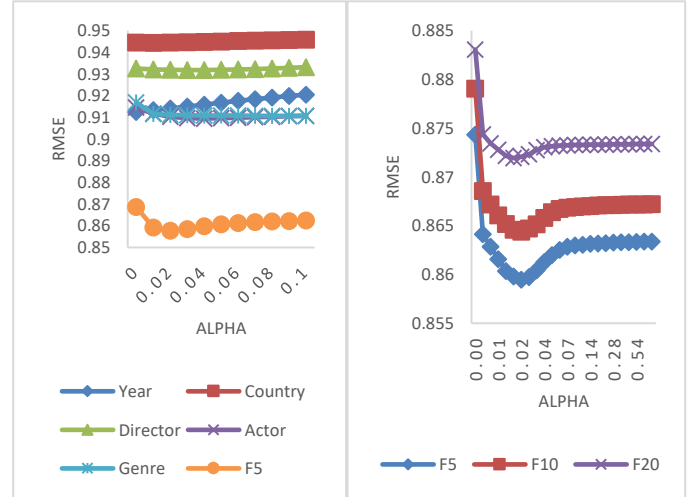 0.95
0.94
0.93
0.92
0.91
0.9
0.89
0.88
0.87
0.86
0.85
RMSE
0 0.02 0.04 0.06 0.08 0.1
ALPHA
Year Country
Director Actor
Genre F5
0.885
0.88
0.875
0.87
0.865
0.86
0.855
RMSE
0.00 0.01 0.02 0.04 0.07 0.14 0.28 0.54
ALPHA
F5 F10 F20